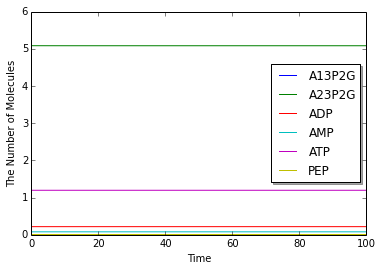 6
5
4
3
2
1
0
The Number of Molecules
A13P2G
A23P2G
ADP
AMP
ATP
PEP
0 20 40 60 80 100
Time